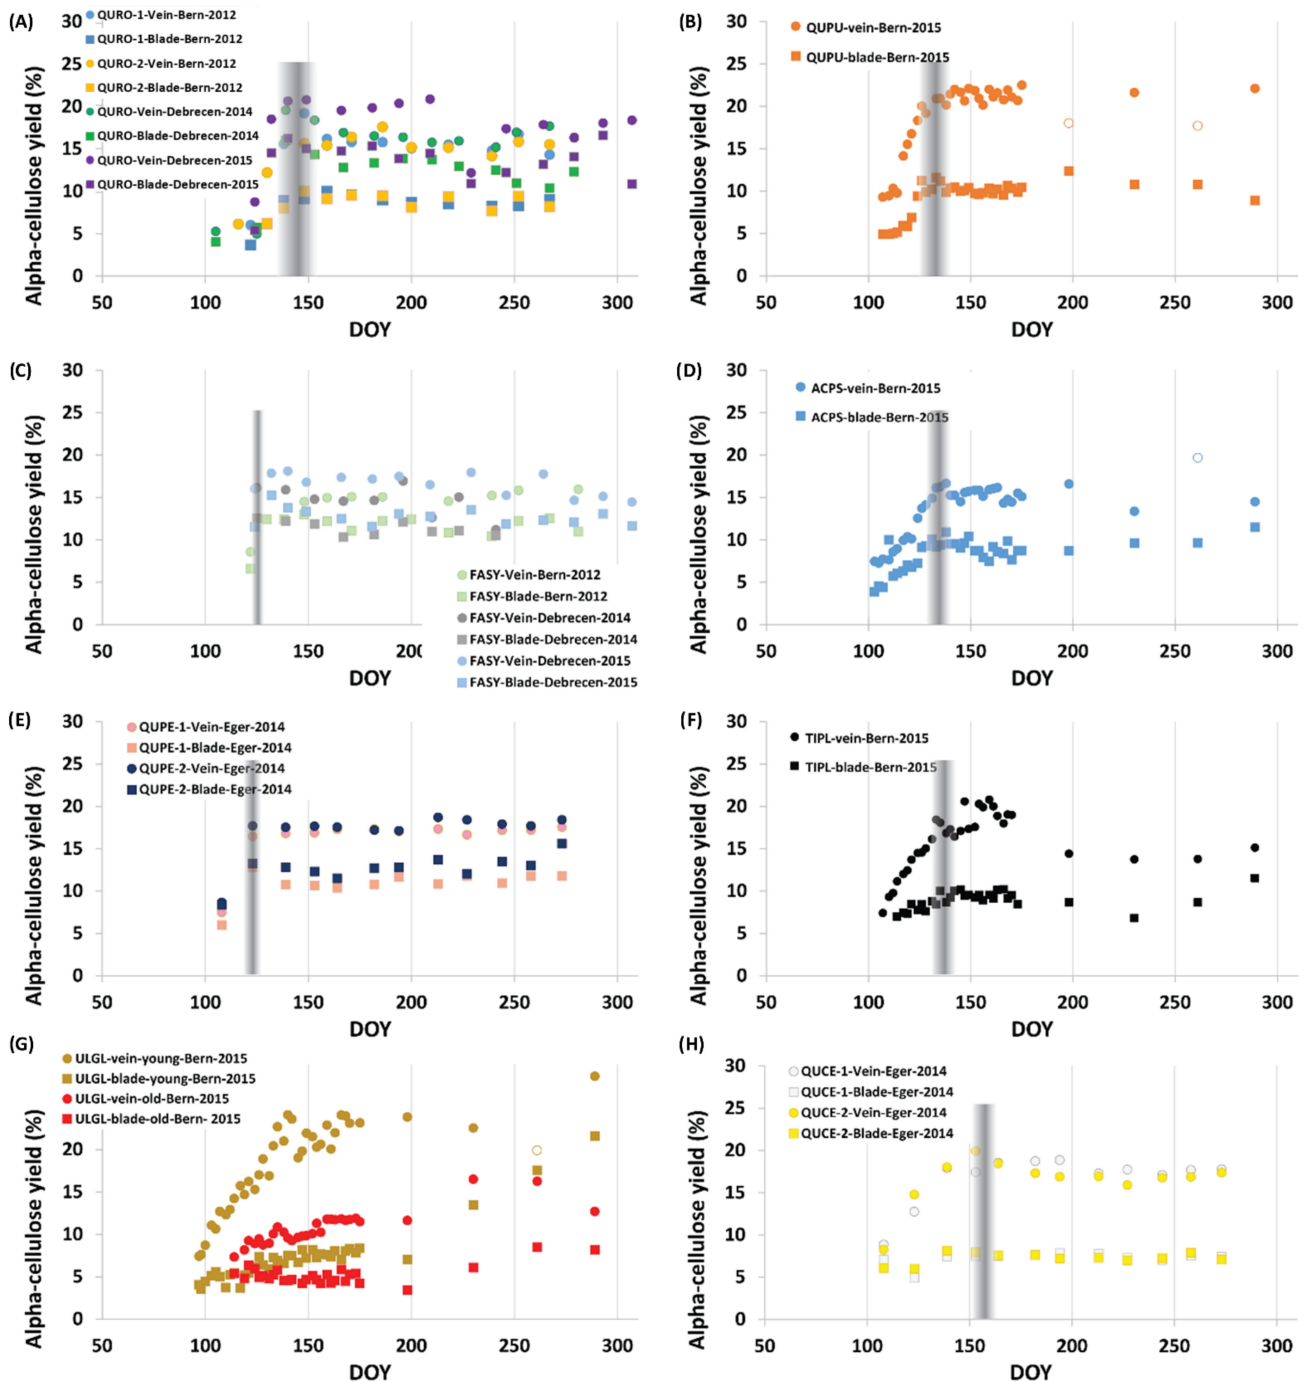 (A)
QURO-1-Vein-Bern-2012
QURO-1-Blade-Bern-2012
QURO-2-Vein-Bern-2012
QURO-2-Blade-Bern-2012
QURO-Vein-Debrecen-2014
QURO-Blade-Debrecen-2014
QURO-Vein-Debrecen-2015
QURO-Blade-Debrecen-2015
Alpha-cellulose yield (%)
30
25
20
15
10
5
0
50 100 150 200 250 300
DOY
(B)
QUPU-vein-Bern-2015
QUPU-blade-Bern-2015
Alpha-cellulose yield (%)
30
25
20
15
10
5
0
50 100 150 200 250 300
DOY
(C)
Alpha-cellulose yield (%)
30
25
20
15
10
5
0
50 100 150 200
DOY
FASY-Vein-Bern-2012
FASY-Blade-Bern-2012
FASY-Vein-Debrecen-2014
FASY-Blade-Debrecen-2014
FASY-Vein-Debrecen-2015
FASY-Blade-Debrecen-2015
(D)
ACPS-vein-Bern-2015
ACPS-blade-Bern-2015
Alpha-cellulose yield (%)
30
25
20
15
10
5
0
50 100 150 200 250 300
DOY
(E)
QUPE-1-Vein-Eger-2014
QUPE-1-Blade-Eger-2014
QUPE-2-Vein-Eger-2014
QUPE-2-Blade-Eger-2014
Alpha-cellulose yield (%)
30
25
20
15
10
5
0
50 100 150 200 250 300
DOY
(F)
TIPL-vein-Bern-2015
TIPL-blade-Bern-2015
Alpha-cellulose yield (%)
30
25
20
15
10
5
0
50 100 150 200 250 300
DOY
(G)
ULGL-vein-young-Bern-2015
ULGL-blade-young-Bern-2015
ULGL-vein-old-Bern-2015
ULGL-blade-old-Bern- 2015
Alpha-cellulose yield (%)
20
15
10
5
0
50 100 150 200 250 300
DOY
(H)
QUCE-1-Vein-Eger-2014
QUCE-1-Blade-Eger-2014
QUCE-2-Vein-Eger-2014
QUCE-2-Blade-Eger-2014
Alpha-cellulose yield (%)
30
25
20
15
10
5
0
50 100 150 200 250 300
DOY